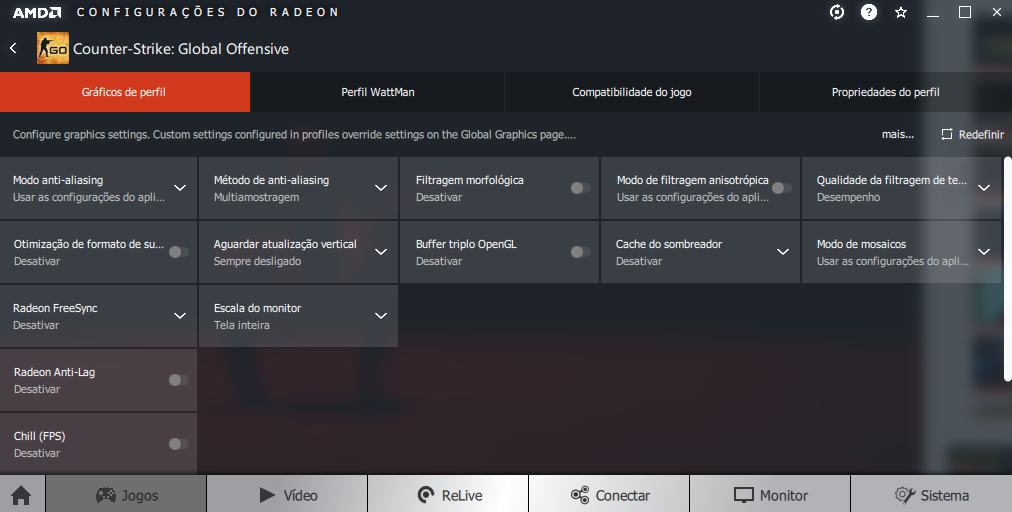 AMD CONFIGURAÇÕES DO RADEON
GO Counter-Strike: Global Offensive
Gráficos de perfil
Perfil WattMan
Compatibilidade do jogo
Propriedades do perfil
Configure graphics settings. Custom settings configured in profiles override settings on the Global Graphics page....
mais...
Redefinir
Modo anti-aliasing
Usar as configurações do apli...
Método de anti-aliasing
Multiamostragem
Filtragem morfológica
Desativar
Modo de filtragem anisotrópica
Usar as configurações do apli...
Qualidade da filtragem de te...
Desempenho
Otimização de formato de su...
Desativar
Aguardar atualização vertical
Sempre desligado
Buffer triplo OpenGL
Desativar
Cache do sombreador
Desativar
Modo de mosaicos
Usar as configurações do apli...
Radeon FreeSync
Desativar
Escala do monitor
Tela inteira
Radeon Anti-Lag
Desativar
Chill (FPS)
Desativar
Jogos
Vídeo
ReLive
Conectar
Monitor
Sistema